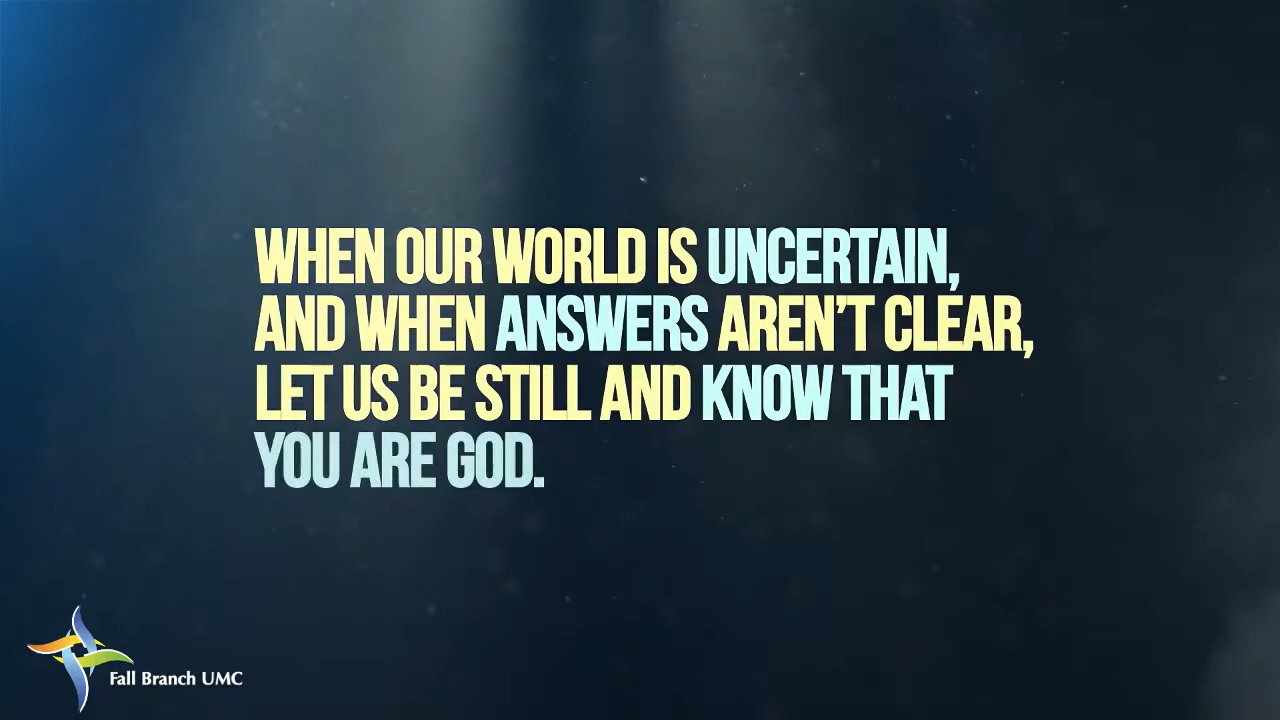 WHEN OUR WORLD IS UNCERTAIN,
AND WHEN ANSWERS AREN’T CLEAR,
LET US BE STILL AND KNOW THAT
YOU ARE GOD.
Fall Branch UMC